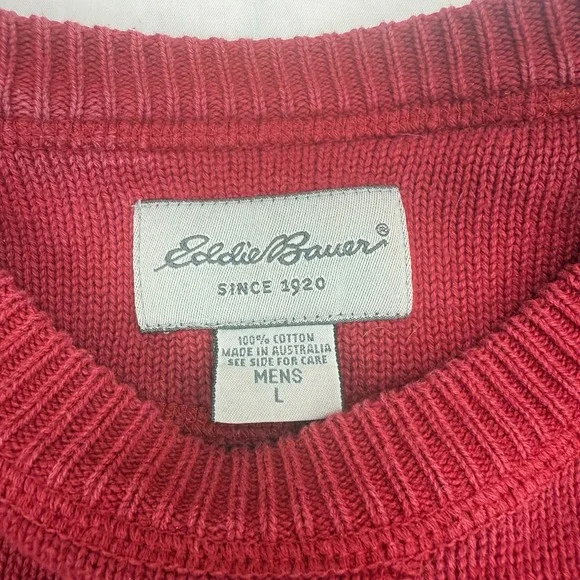 Eddie Bauer®
SINCE 1920
100% COTTON
MADE IN AUSTRALIA
SEE SIDE FOR CARE
MENS
L